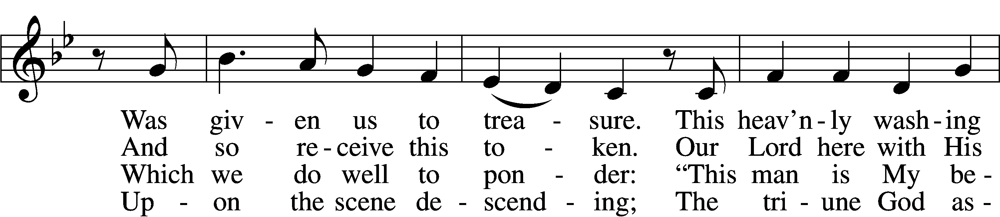 Was giv - en us to trea - sure. This heav’n - ly wash - ing
And so re - ceive this to - ken. Our Lord here with His
Which we do well to pon - der: “This man is My be -
Up - on the scene de - scend - ing; The tri - une God as -